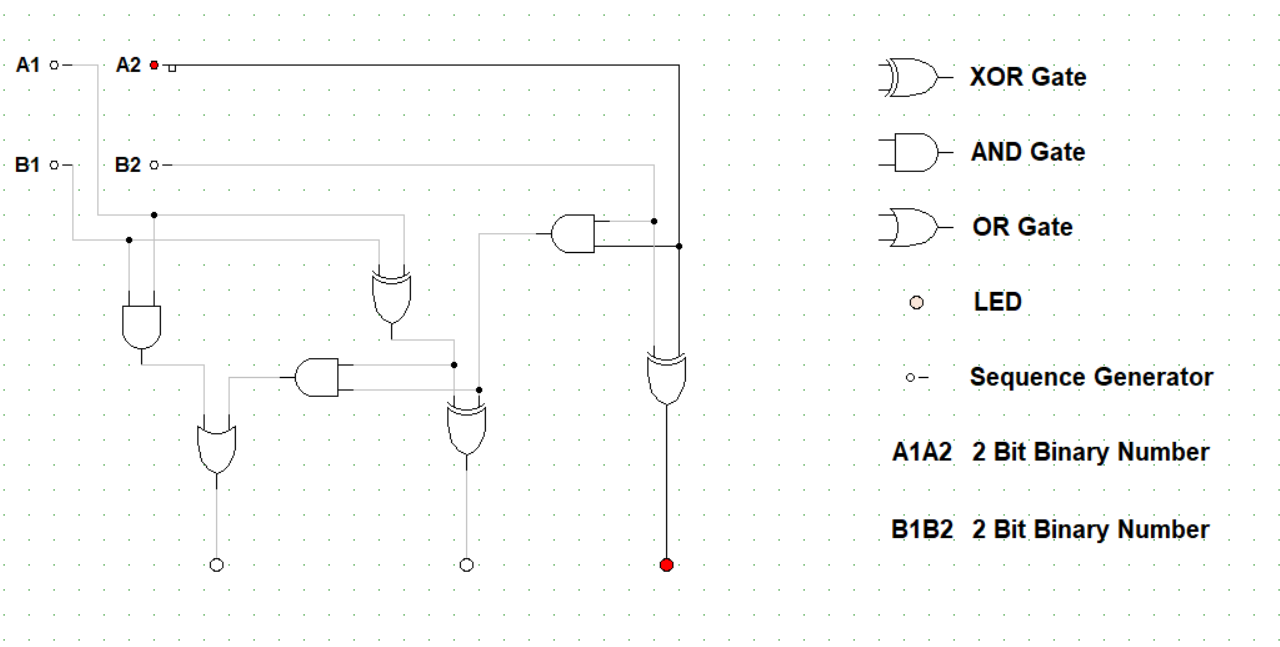 A1
A2
B1
B2
XOR Gate
AND Gate
OR Gate
LED
Sequence Generator
A1A2 2 Bit Binary Number
B1B2 2 Bit Binary Number